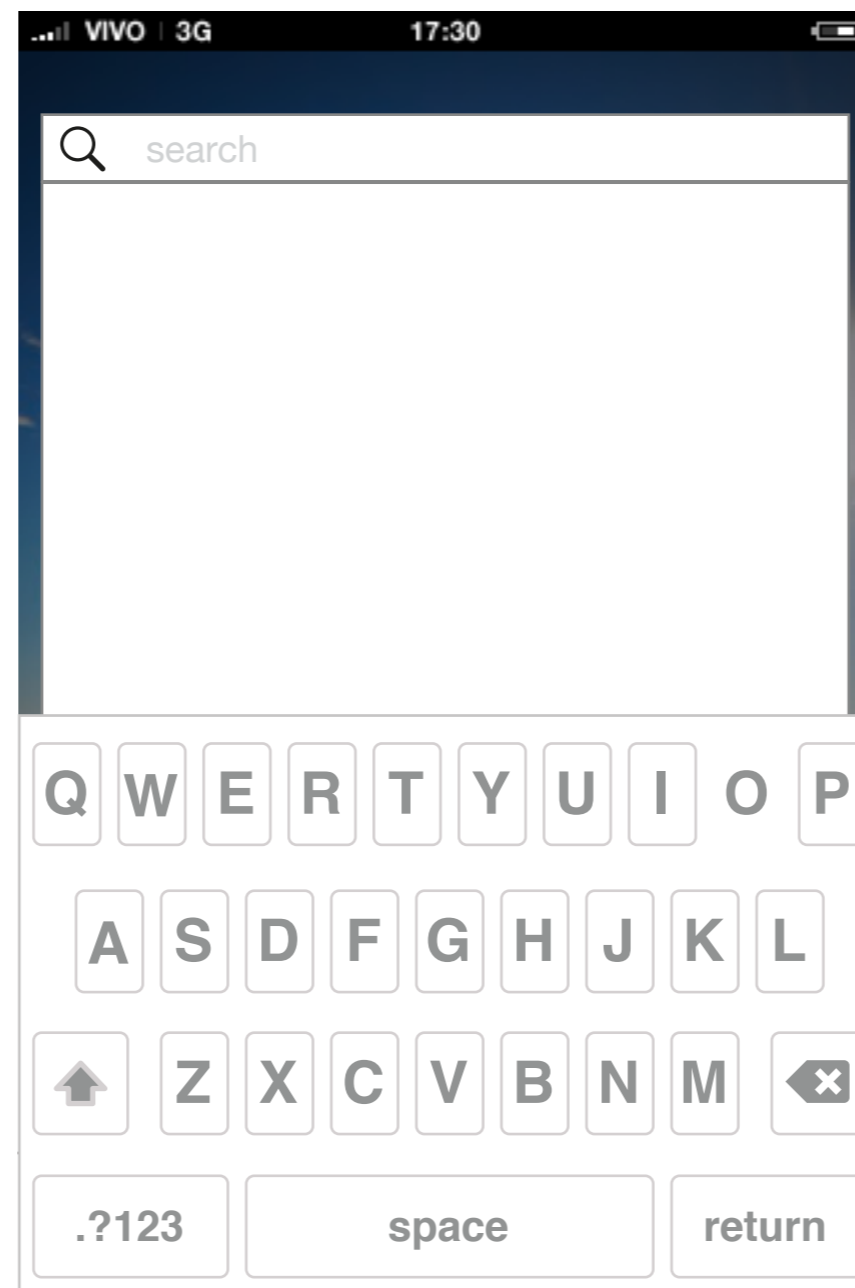 VIVO 3G 17:30
search
Q W E R T Y U I O P
A S D F G H J K L
Z X C V B N M
.?123 space return